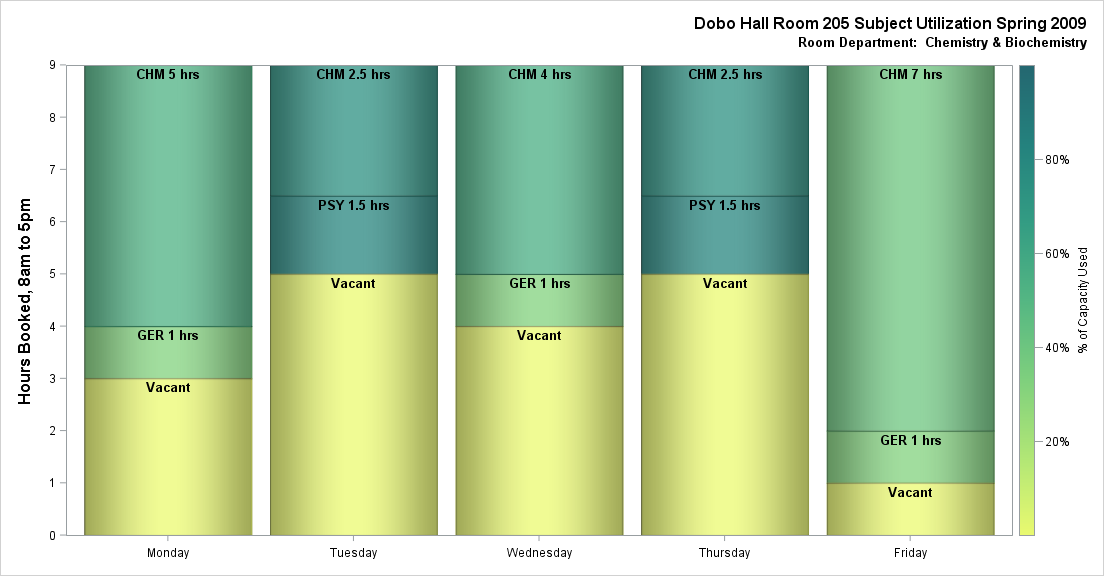 Dobo Hall Room 205 Subject Utilization Spring 2009
Room Department:  Chemistry & Biochemistry
Hours Booked, 8am to 5pm
9
8
7
6
5
4
3
2
1
0
CHM 5 hrs
GER 1 hrs
Vacant
Monday
CHM 2.5 hrs
PSY 1.5 hrs
Vacant
Tuesday
CHM 4 hrs
GER 1 hrs
Vacant
Wednesday
CHM 2.5 hrs
PSY 1.5 hrs
Vacant
Thursday
CHM 7 hrs
GER 1 hrs
Vacant
Friday
80%
60%
40%
20%
% of Capacity Used